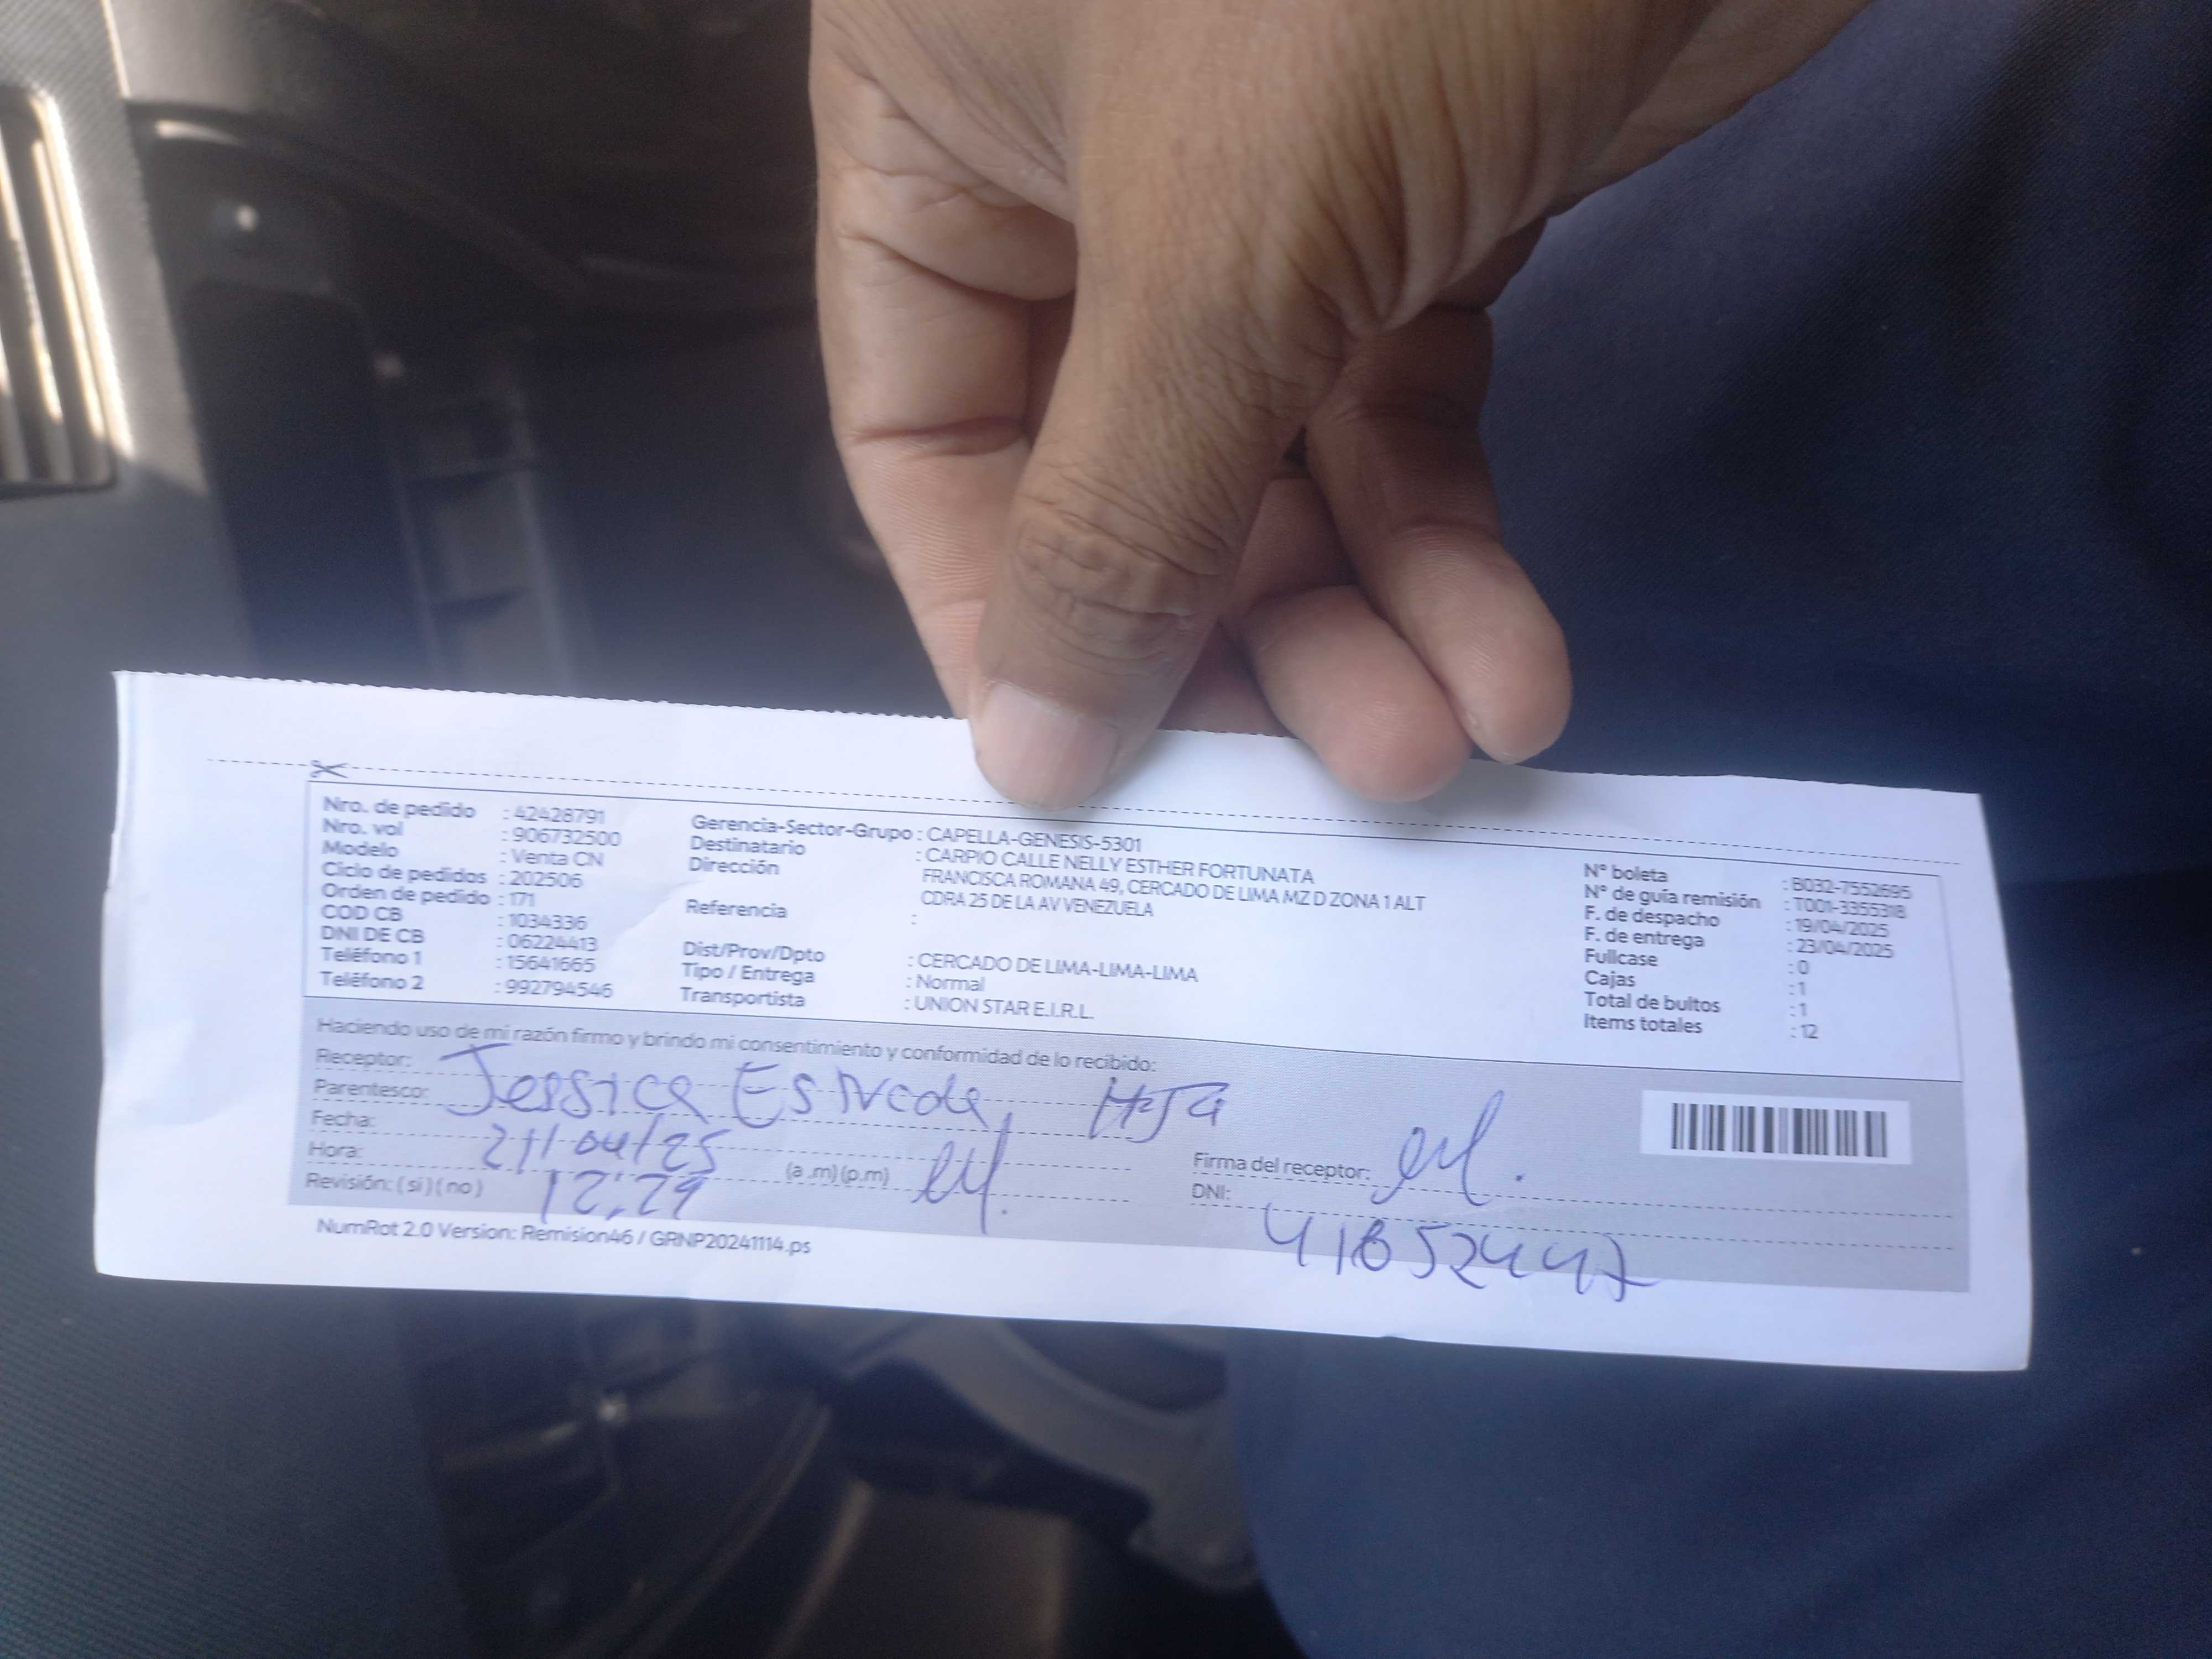 Nro. de pedido : 42428791
Nro. vol : 906732500
Modelo : Venta CN
Ciclo de pedidos : 202506
Orden de pedido : 171
COD CB : 1034336
DNI DE CB : 06224413
Teléfono 1 : 15641665
Teléfono 2 : 992794546
Gerencia-Sector-Grupo : CAPELLA-GENESIS-5301
Destinatario : CARPIO CALLE NELLY ESTHER FORTUNATA
Dirección FRANCISCA ROMANA 49, CERCADO DE LIMA MZ D ZONA 1 ALT
CDRA 25 DE LA AV VENEZUELA
Referencia :
Dist/Prov/Dpto : CERCADO DE LIMA-LIMA-LIMA
Tipo / Entrega : Normal
Transportista : UNION STAR E.I.R.L.
N° boleta : B032-7552695
N° de guía remisión : T001-3355318
F. de despacho : 19/04/2025
F. de entrega : 23/04/2025
Fullcase : 0
Cajas : 1
Total de bultos : 1
Items totales : 12
Haciendo uso de mi razón firmo y brindo mi consentimiento y conformidad de lo recibido:
Receptor: Jessica Estrada
Parentesco: Hija
Fecha: 21/04/25
Hora: 12:29 (a .m) (p.m)
Revisión: ( si ) ( no )
Firma del receptor:
DNI: 41852447
NumRot 2.0 Version: Remision46 / GRNP20241114.ps